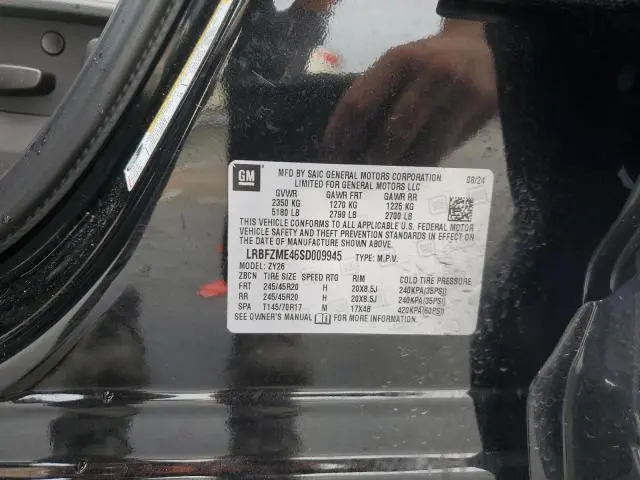 GM
MFD BY SAIC GENERAL MOTORS CORPORATION 08/24
LIMITED FOR GENERAL MOTORS LLC
GVWR GAWR FRT GAWR RR
2350 KG 1270 KG 1225 KG
5180 LB 2799 LB 2700 LB
THIS VEHICLE CONFORMS TO ALL APPLICABLE U.S. FEDERAL MOTOR
VEHICLE SAFETY AND THEFT PREVENTION STANDARDS IN EFFECT ON
THE DATE OF MANUFACTURE SHOWN ABOVE.
LRBFZME46SD009945 TYPE: M.P.V.
MODEL: ZY26
ZBCN TIRE SIZE SPEED RTG RIM COLD TIRE PRESSURE
FRT 245/45R20 H 20X8.5J 240KPA(35PSI)
RR 245/45R20 H 20X8.5J 240KPA(35PSI)
SPA T145/70R17 M 17X4B 420KPA(60PSI)
SEE OWNER'S MANUAL FOR MORE INFORMATION.